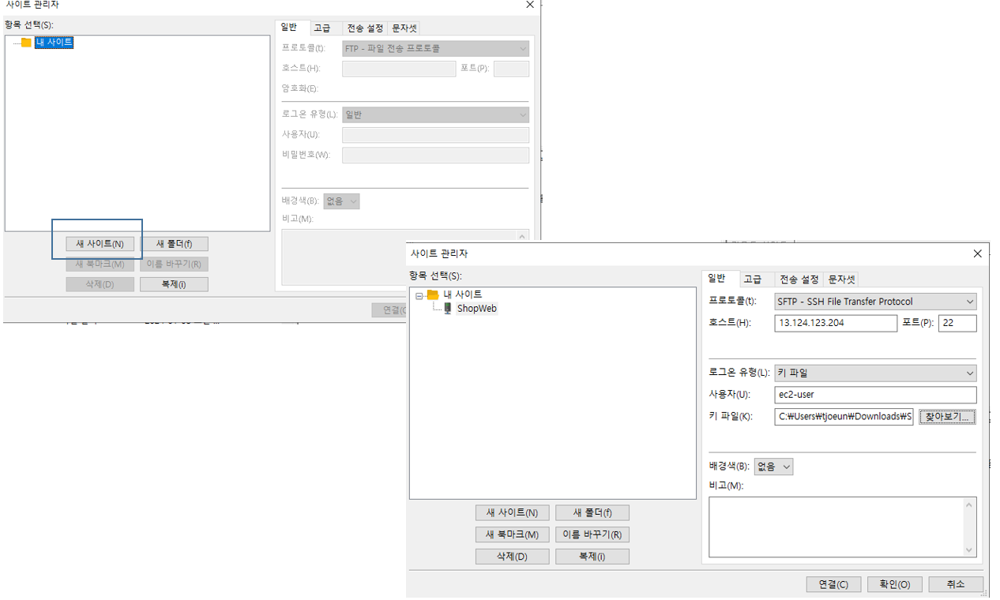 사이트 관리자
항목 선택(S):
내 사이트
새 사이트(N) 새 폴더(f)
새 북마크(M) 이름 바꾸기(R)
삭제(D) 복제(i)
일반 고급 전송 설정 문자셋
프로토콜(t): FTP - 파일 전송 프로토콜
호스트(H): 포트(P):
암호화(E):
로그온 유형(L): 일반
사용자(U):
비밀번호(W):
배경색(B): 없음
비고(M):
사이트 관리자
항목 선택(S):
내 사이트
ShopWeb
새 사이트(N) 새 폴더(f)
새 북마크(M) 이름 바꾸기(R)
삭제(D) 복제(i)
일반 고급 전송 설정 문자셋
프로토콜(t): SFTP - SSH File Transfer Protocol
호스트(H): 13.124.123.204 포트(P): 22
로그온 유형(L): 키 파일
사용자(U): ec2-user
키 파일(K): C:₩Users₩tjoeun₩Downloads₩S 찾아보기...
배경색(B): 없음
비고(M):
연결(C) 확인(O) 취소